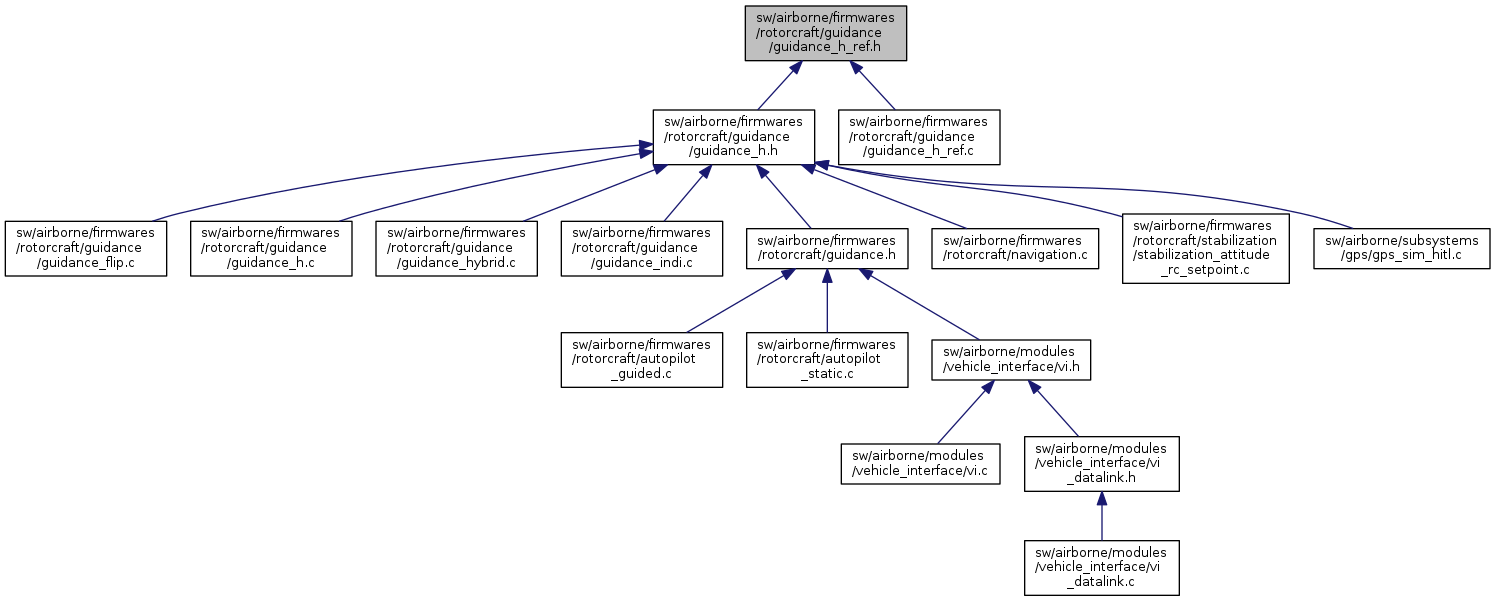 sw/airborne/firmwares
/rotorcraft/guidance
/guidance_h_ref.h
sw/airborne/firmwares
/rotorcraft/guidance
/guidance_h.h
sw/airborne/firmwares
/rotorcraft/guidance
/guidance_h_ref.c
sw/airborne/firmwares
/rotorcraft/guidance
/guidance_flip.c
sw/airborne/firmwares
/rotorcraft/guidance
/guidance_h.c
sw/airborne/firmwares
/rotorcraft/guidance
/guidance_hybrid.c
sw/airborne/firmwares
/rotorcraft/guidance
/guidance_indi.c
sw/airborne/firmwares
/rotorcraft/guidance.h
sw/airborne/firmwares
/rotorcraft/navigation.c
sw/airborne/firmwares
/rotorcraft/stabilization
/stabilization_attitude
_rc_setpoint.c
sw/airborne/subsystems
/gps/gps_sim_hitl.c
sw/airborne/firmwares
/rotorcraft/autopilot
_guided.c
sw/airborne/firmwares
/rotorcraft/autopilot
_static.c
sw/airborne/modules
/vehicle_interface/vi.h
sw/airborne/modules
/vehicle_interface/vi.c
sw/airborne/modules
/vehicle_interface/vi
_datalink.h
sw/airborne/modules
/vehicle_interface/vi
_datalink.c